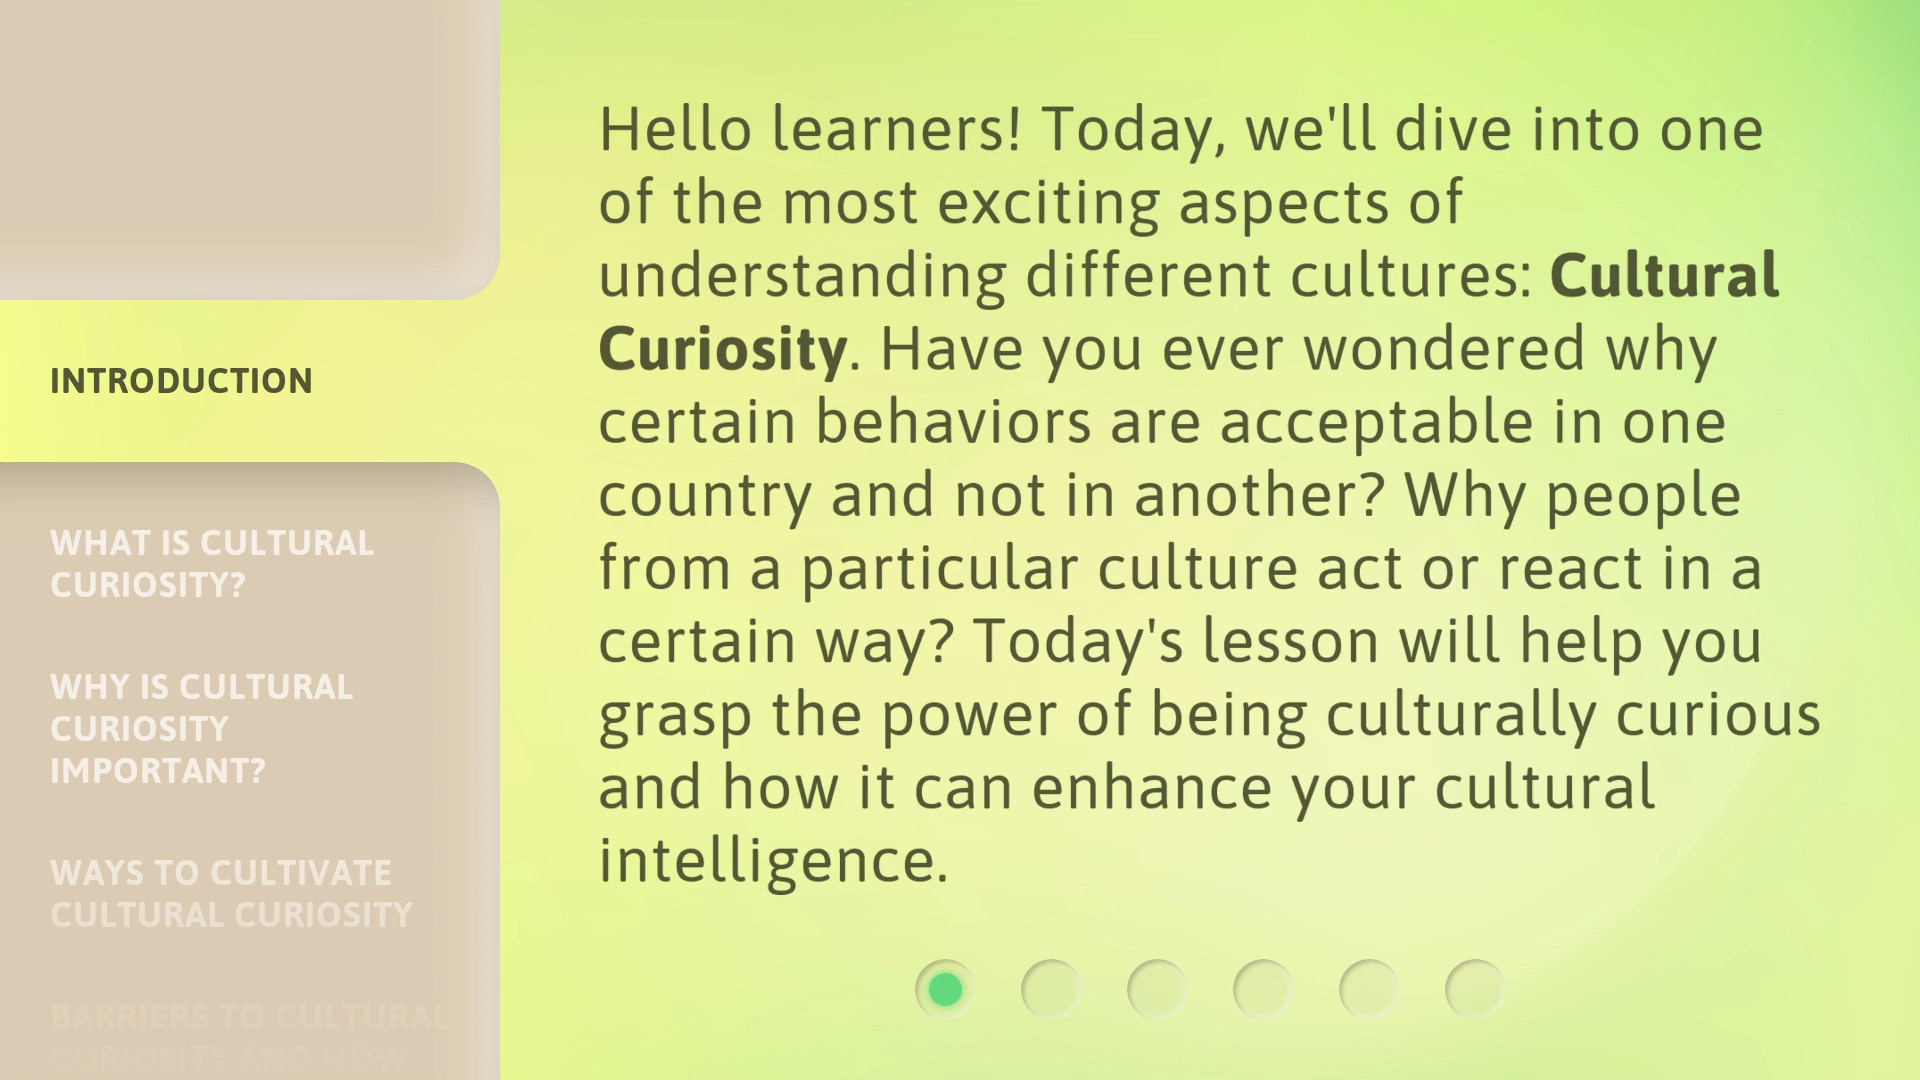 INTRODUCTION
WHAT IS CULTURAL
CURIOSITY?
WHY IS CULTURAL
CURIOSITY
IMPORTANT?
WAYS TO CULTIVATE
CULTURAL CURIOSITY
BARRIERS TO CULTURAL
CURIOSITY AND HOW
Hello learners! Today, we'll dive into one
of the most exciting aspects of
understanding different cultures: Cultural
Curiosity. Have you ever wondered why
certain behaviors are acceptable in one
country and not in another? Why people
from a particular culture act or react in a
certain way? Today's lesson will help you
grasp the power of being culturally curious
and how it can enhance your cultural
intelligence.